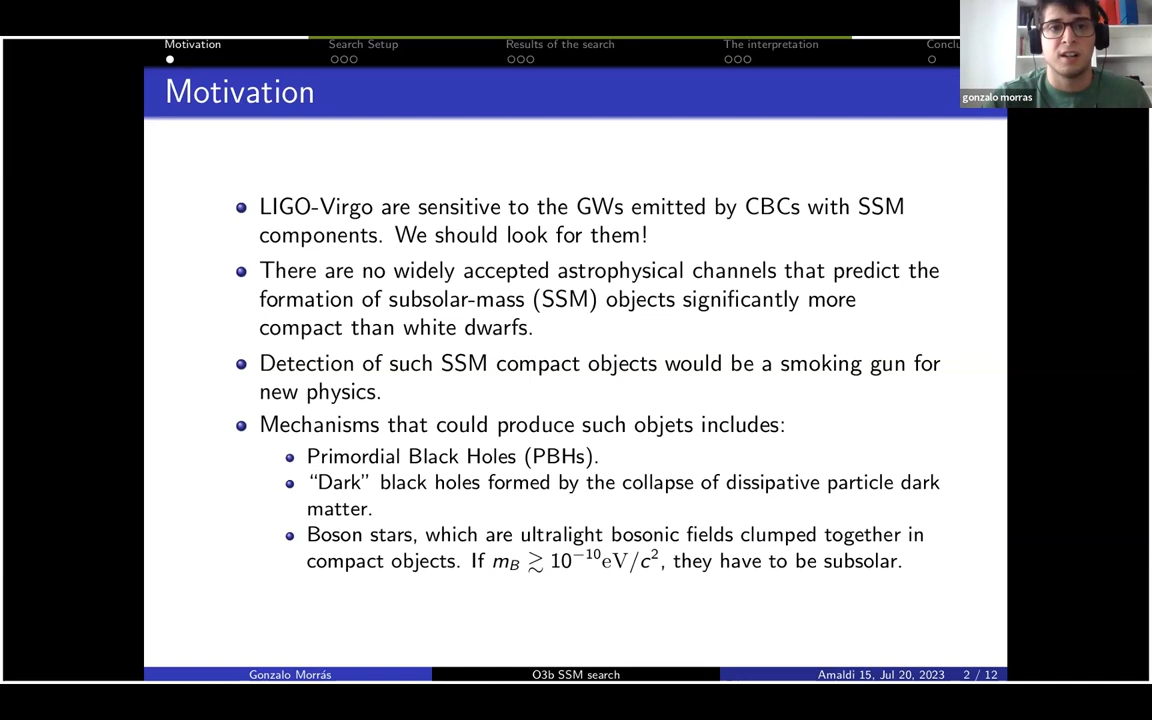 Motivation
Search Setup
Results of the search
The interpretation
Conclu
gonzalo morras
Motivation
LIGO-Virgo are sensitive to the GWs emitted by CBCs with SSM
components. We should look for them!
There are no widely accepted astrophysical channels that predict the
formation of subsolar-mass (SSM) objects significantly more
compact than white dwarfs.
Detection of such SSM compact objects would be a smoking gun for
new physics.
Mechanisms that could produce such objets includes:
Primordial Black Holes (PBHs).
“Dark” black holes formed by the collapse of dissipative particle dark
matter.
Boson stars, which are ultralight bosonic fields clumped together in
compact objects. If m_B ≳ 10^−10 eV/c^2, they have to be subsolar.
Gonzalo Morrás
O3b SSM search
Amaldi 15, Jul 20, 2023 2 / 12